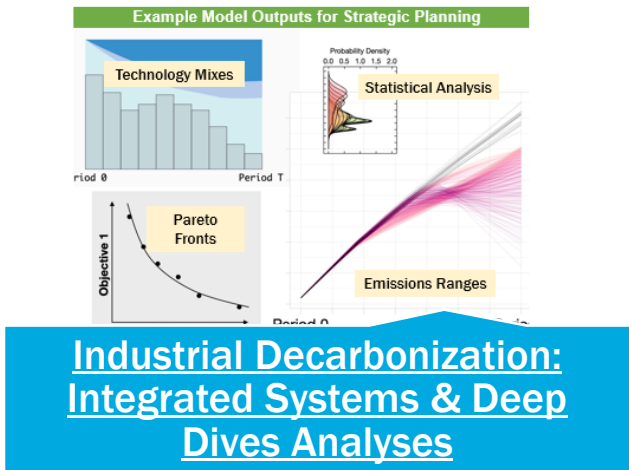 Example Model Outputs for Strategic Planning
Technology Mixes
riod 0
Period T
Probability Density
0.0 0.5 1.0 1.5 2.0
Statistical Analysis
Pareto
Fronts
Objective 1
Emissions Ranges
Period 0
Industrial Decarbonization:
Integrated Systems & Deep
Dives Analyses